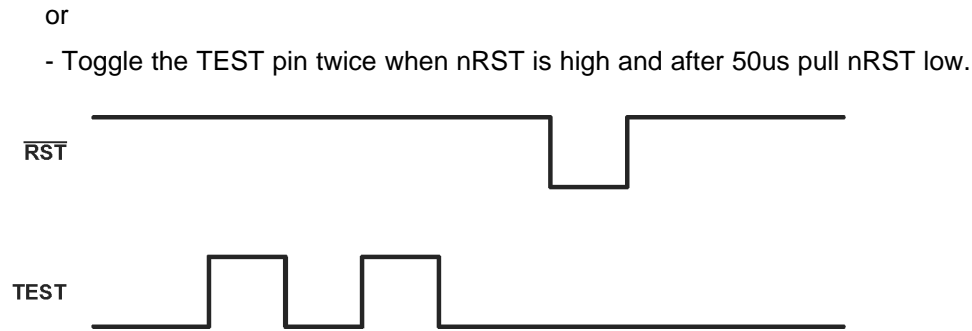 or
- Toggle the TEST pin twice when nRST is high and after 50us pull nRST low.
RST
TEST